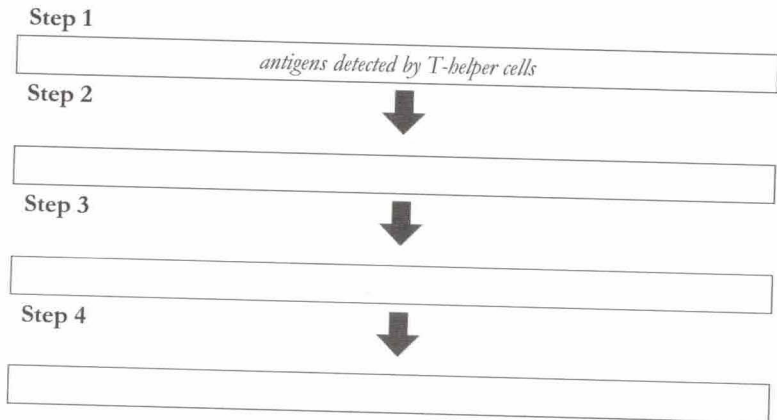 Step 1
antigens detected by T-helper cells
Step 2
Step 3
Step 4